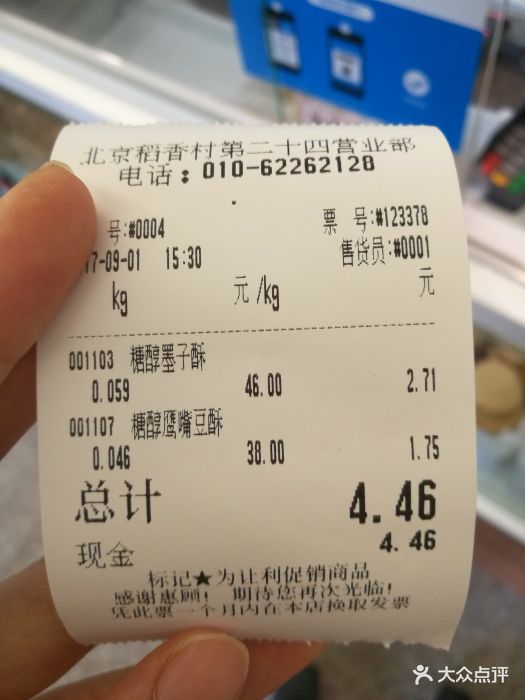 北京稻香村第二十四营业部
电话：010-62262128
号:#0004 票 号:#123378
17-09-01 15:30 售货员:#0001
kg 元/kg 元
001103 糖醇墨子酥
0.059 46.00 2.71
001107 糖醇鹰嘴豆酥
0.046 38.00 1.75
总计 4.46
现金 4.46
标记★为让利促销商品
感谢惠顾！ 期待您再次光临！
凭此票一个月内在本店换取发票
大众点评